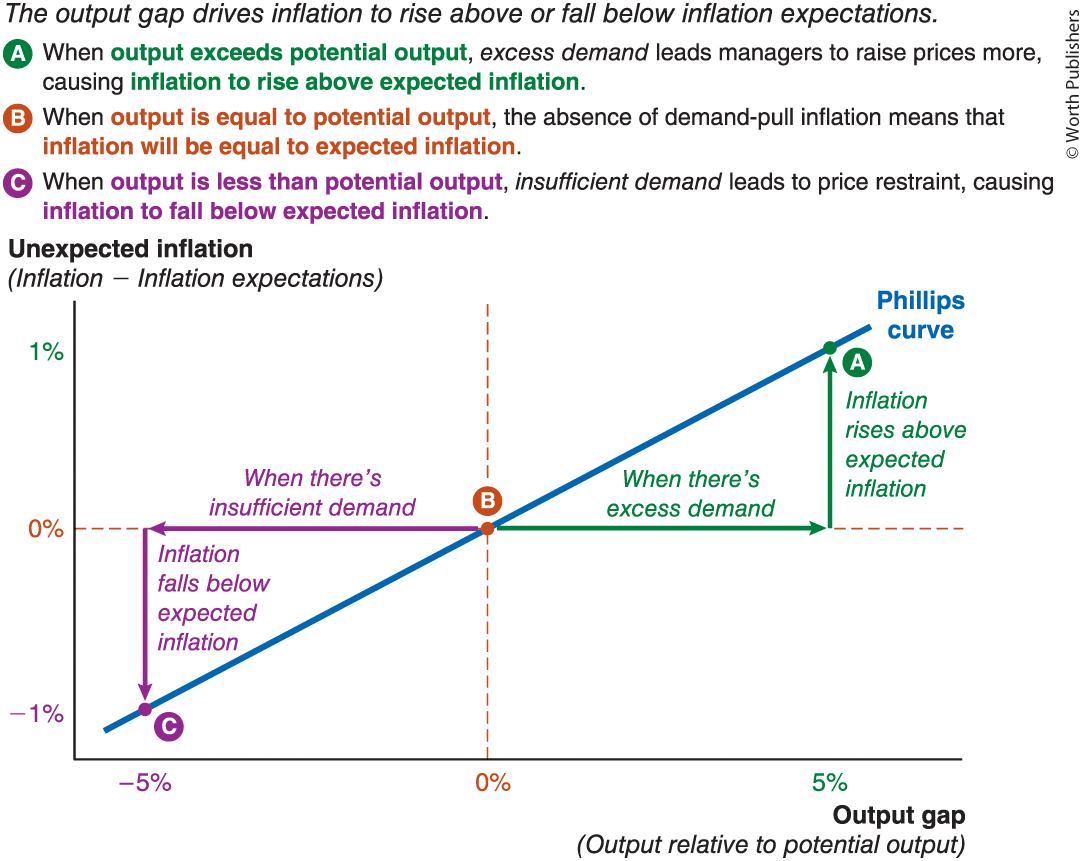 The output gap drives inflation to rise above or fall below inflation expectations.
A When output exceeds potential output, excess demand leads managers to raise prices more,
causing inflation to rise above expected inflation.
B When output is equal to potential output, the absence of demand-pull inflation means that
inflation will be equal to expected inflation.
C When output is less than potential output, insufficient demand leads to price restraint, causing
inflation to fall below expected inflation.
© Worth Publishers
Unexpected inflation
(Inflation − Inflation expectations)
Phillips
curve
1%
A
Inflation
rises above
expected
inflation
When there's
insufficient demand
B
When there's
excess demand
0%
Inflation
falls below
expected
inflation
−1%
C
−5%
0%
5%
Output gap
(Output relative to potential output)